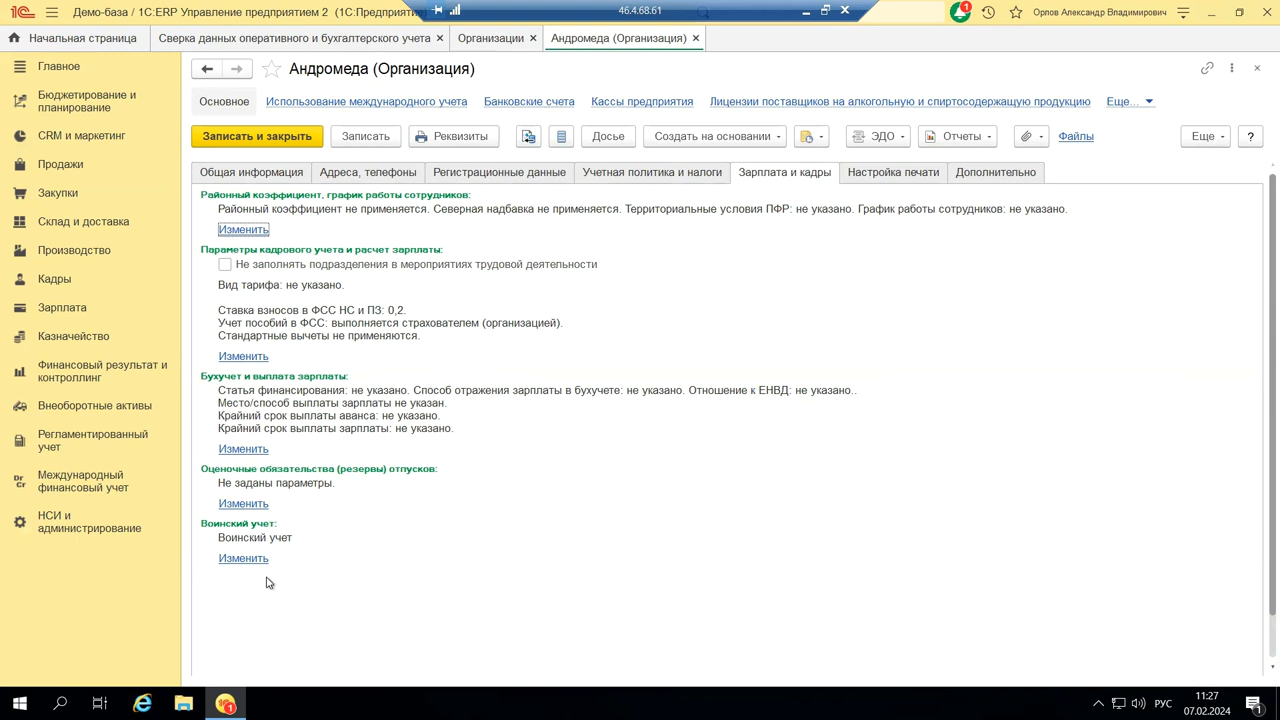 Демо-база / 1С:ERP Управление предприятием 2 (1С:Предприятие
46.4.68.61
1
Орлов Александр Владимирович
Начальная страница
Сверка данных оперативного и бухгалтерского учета ×
Организации ×
Андромеда (Организация) ×
Главное
Бюджетирование и
планирование
CRM и маркетинг
Продажи
Закупки
Склад и доставка
Производство
Кадры
Зарплата
Казначейство
Финансовый результат и
контроллинг
Внеоборотные активы
Регламентированный
учет
Международный
финансовый учет
НСИ и
администрирование
Андромеда (Организация)
Основное
Использование международного учета
Банковские счета
Кассы предприятия
Лицензии поставщиков на алкогольную и спиртосодержащую продукцию
Еще...
Записать и закрыть
Записать
Реквизиты
Досье
Создать на основании
ЭДО
Отчеты
Файлы
Еще
?
Общая информация
Адреса, телефоны
Регистрационные данные
Учетная политика и налоги
Зарплата и кадры
Настройка печати
Дополнительно
Районный коэффициент, график работы сотрудников:
Районный коэффициент не применяется. Северная надбавка не применяется. Территориальные условия ПФР: не указано. График работы сотрудников: не указано.
Изменить
Параметры кадрового учета и расчет зарплаты:
Не заполнять подразделения в мероприятиях трудовой деятельности
Вид тарифа: не указано.
Ставка взносов в ФСС НС и ПЗ: 0,2.
Учет пособий в ФСС: выполняется страхователем (организацией).
Стандартные вычеты не применяются.
Изменить
Бухучет и выплата зарплаты:
Статья финансирования: не указано. Способ отражения зарплаты в бухучете: не указано. Отношение к ЕНВД: не указано..
Место/способ выплаты зарплаты не указан.
Крайний срок выплаты аванса: не указано.
Крайний срок выплаты зарплаты: не указано.
Изменить
Оценочные обязательства (резервы) отпусков:
Не заданы параметры.
Изменить
Воинский учет:
Воинский учет
Изменить
1
РУС
11:27
07.02.2024
1